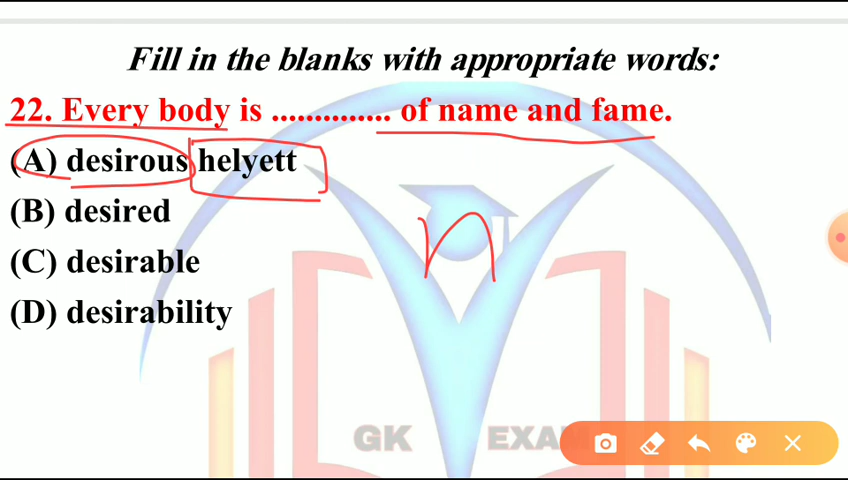 Fill in the blanks with appropriate words:
22. Every body is .............. of name and fame.
(A) desirous helyett
(B) desired
(C) desirable
(D) desirability
n
GK EXA